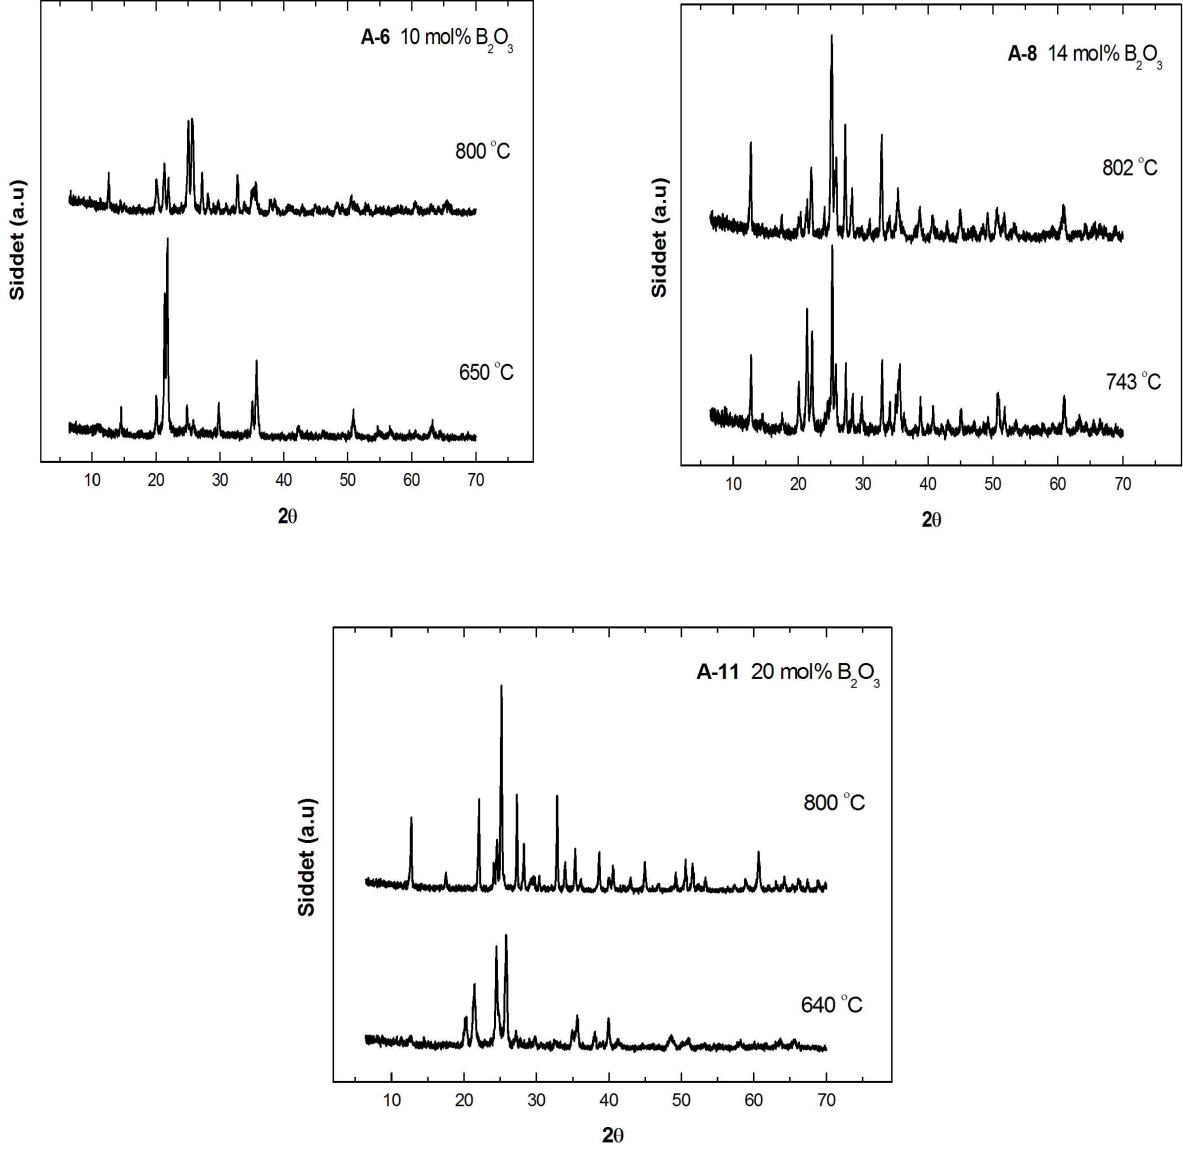 A-6 10 mol% B₂O₃
800 °C
650 °C
Siddet (a.u)
10 20 30 40 50 60 70
2θ
A-8 14 mol% B₂O₃
802 °C
743 °C
Siddet (a.u)
10 20 30 40 50 60 70
2θ
A-11 20 mol% B₂O₃
800 °C
640 °C
Siddet (a.u)
10 20 30 40 50 60 70
2θ